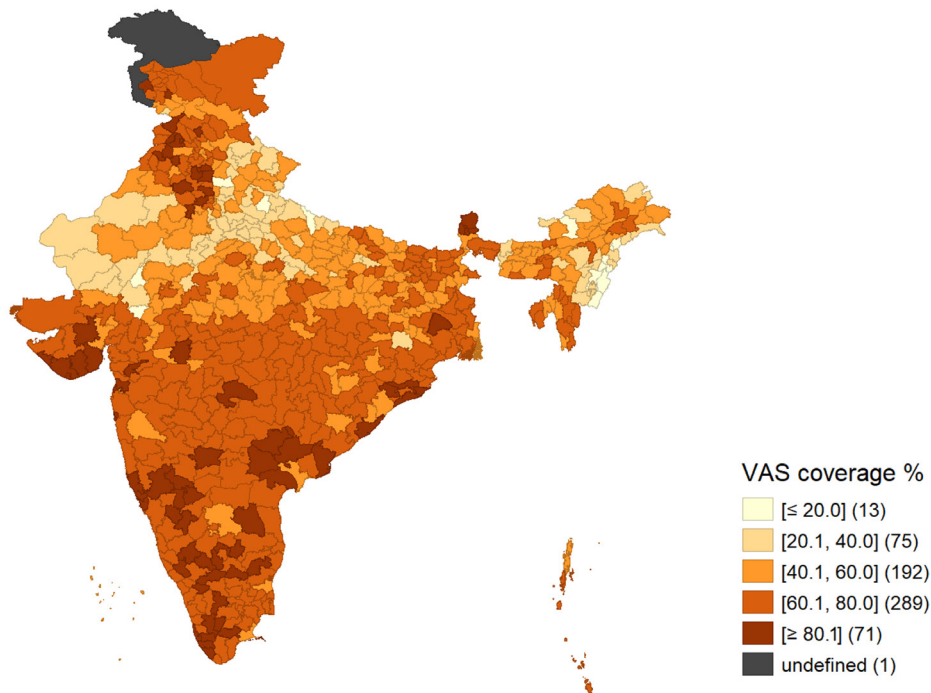 VAS coverage %
[≤ 20.0] (13)
[20.1, 40.0] (75)
[40.1, 60.0] (192)
[60.1, 80.0] (289)
[≥ 80.1] (71)
undefined (1)